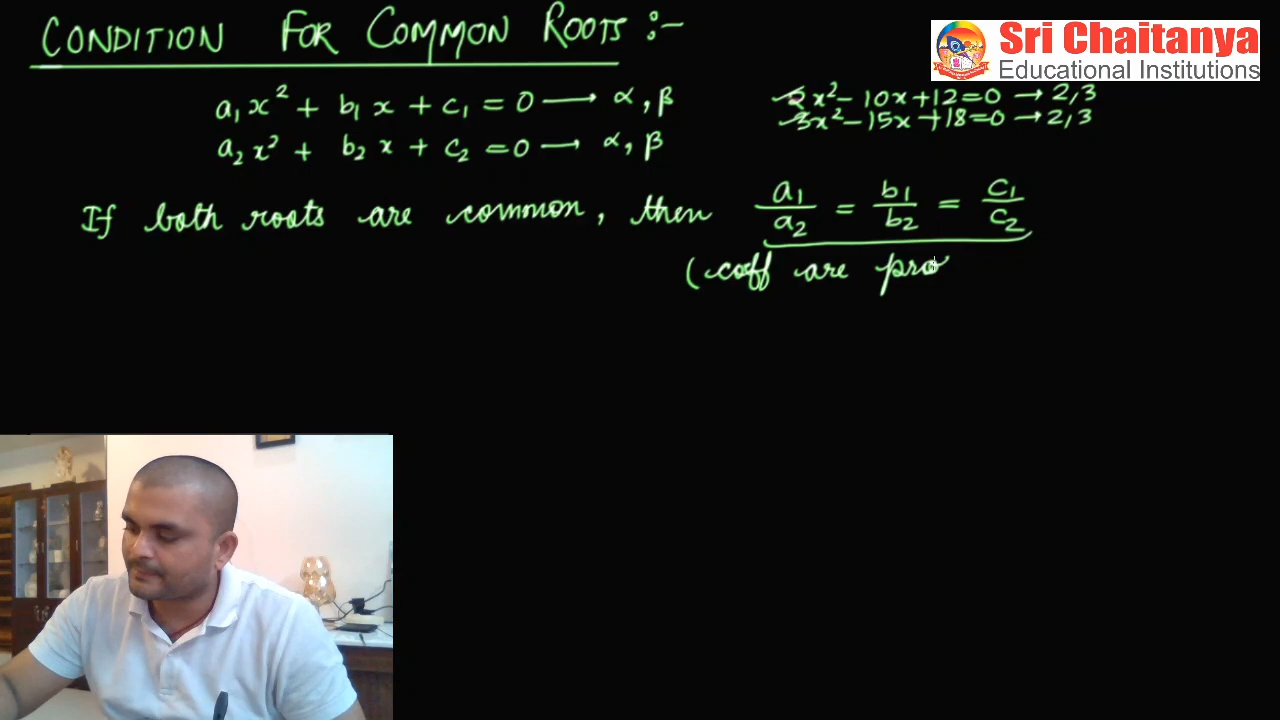 CONDITION FOR COMMON ROOTS :-
Sri Chaitanya
Educational Institutions
a₁x² + b₁x + c₁ = 0 → α, β
2x² - 10x + 12 = 0 → 2, 3
a₂x² + b₂x + c₂ = 0 → α, β
3x² - 15x + 18 = 0 → 2, 3
If both roots are common, then a₁/a₂ = b₁/b₂ = c₁/c₂
(coeff are pro